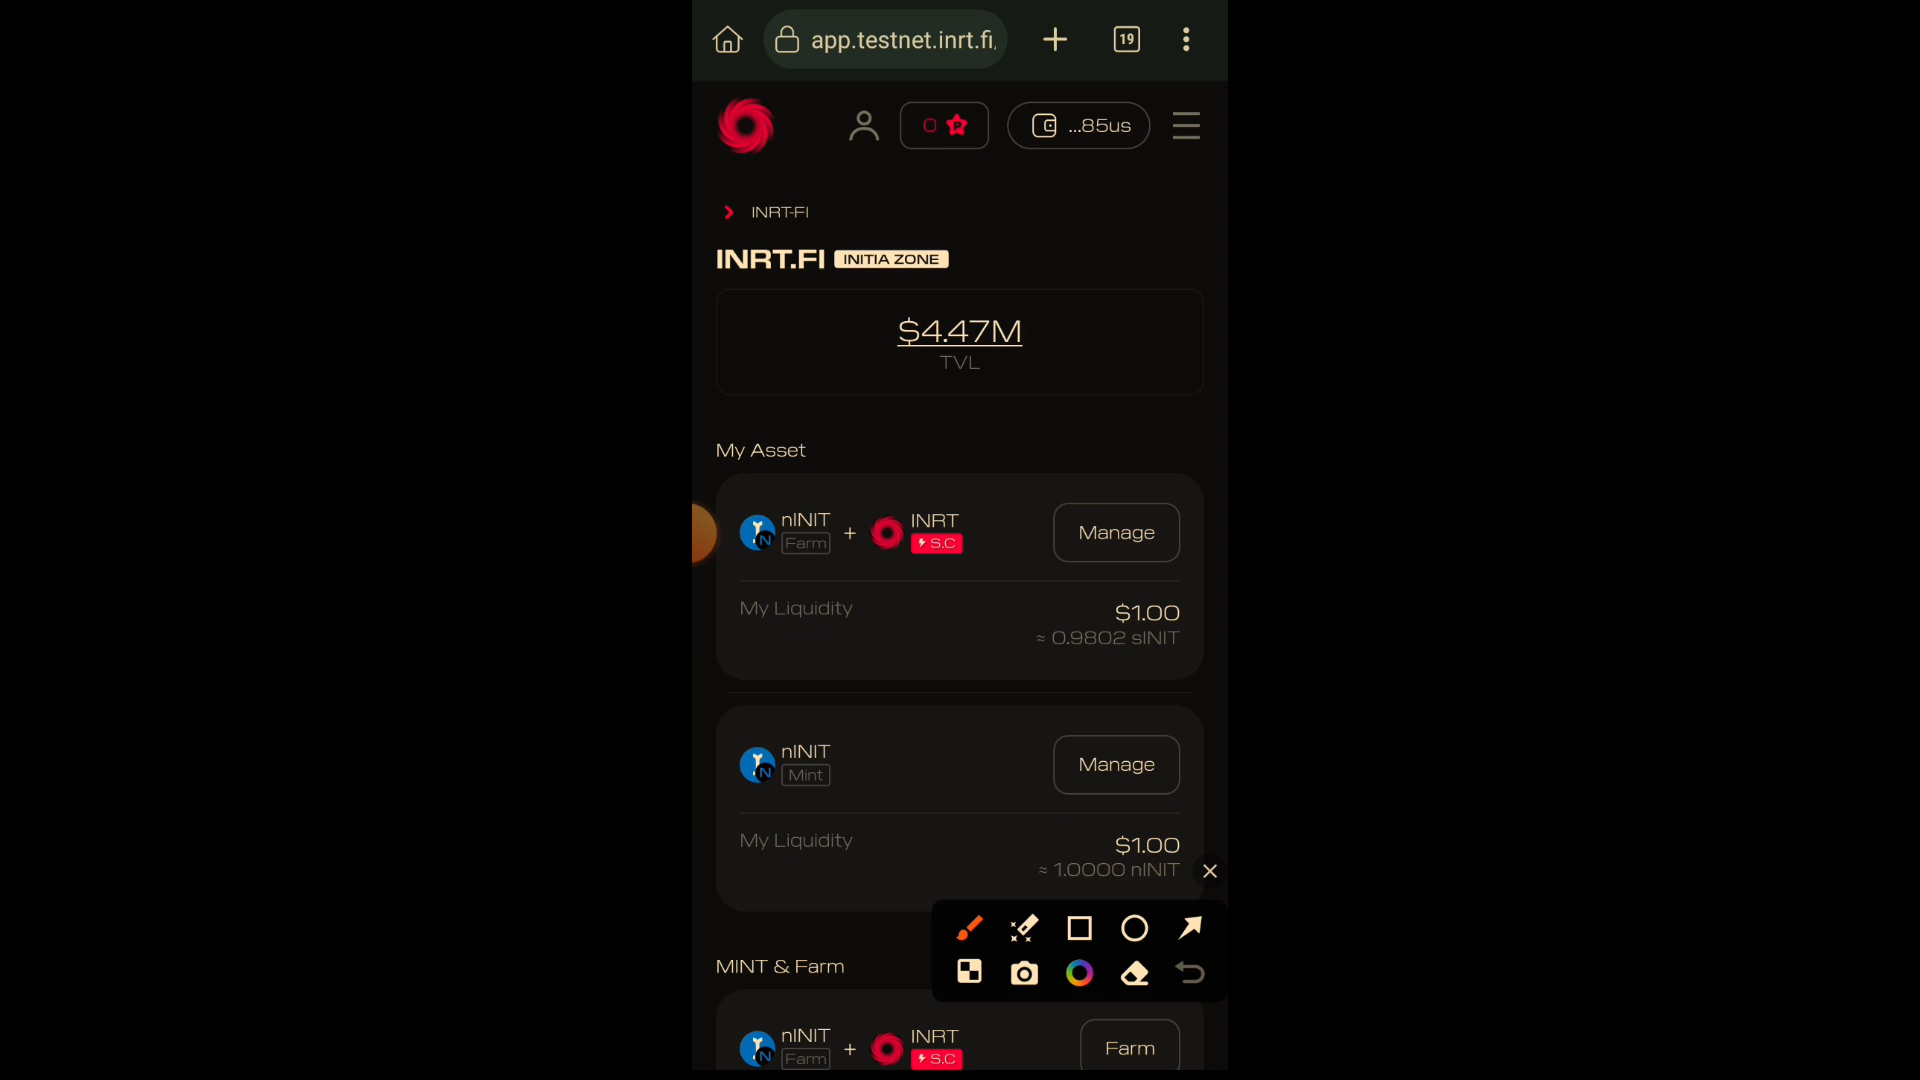 app.testnet.inrt.fi,
19
0 P
...85us
INRT-FI
INRT.FI INITIA ZONE
$4.47M
TVL
My Asset
nINIT + INRT
Farm S.C
Manage
My Liquidity $1.00
≈ 0.9802 sINIT
nINIT
Mint
Manage
My Liquidity $1.00
≈ 1.0000 nINIT
MINT & Farm
nINIT + INRT
Farm S.C
Farm